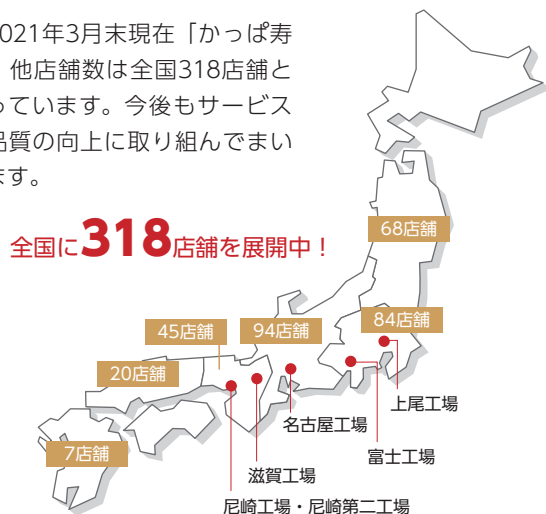 021年3月末現在「かっぱ寿
他店舗数は全国318店舗と
っています。今後もサービス
品質の向上に取り組んでまい
ます。
全国に318店舗を展開中！
68店舗
45店舗
94店舗
84店舗
20店舗
7店舗
上尾工場
名古屋工場
富士工場
滋賀工場
尼崎工場・尼崎第二工場